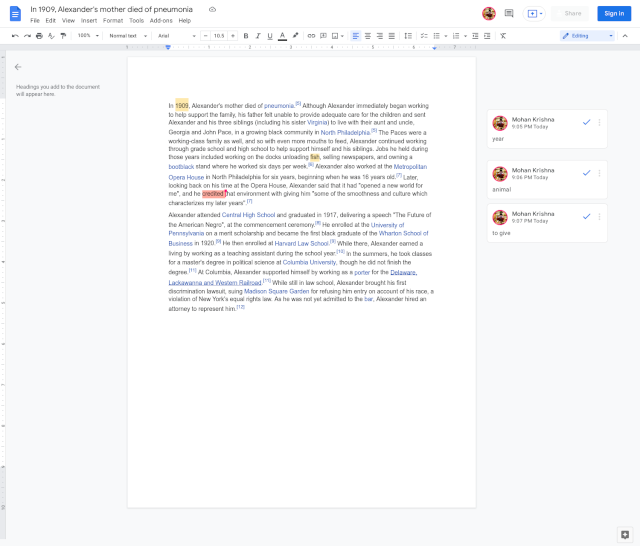 In 1909, Alexander's mother died of pneumonia
File Edit View Insert Format Tools Add-ons Help
Share
Sign in
100%
Normal text
Arial
10.5
B I U A
Editing
Headings you add to the document
will appear here.
In 1909, Alexander's mother died of pneumonia.[5] Although Alexander immediately began working
to help support the family, his father felt unable to provide adequate care for the children and sent
Alexander and his three siblings (including his sister Virginia) to live with their aunt and uncle,
Georgia and John Pace, in a growing black community in North Philadelphia.[5] The Paces were a
working-class family as well, and so with even more mouths to feed, Alexander continued working
through grade school and high school to help support himself and his siblings. Jobs he held during
those years included working on the docks unloading fish, selling newspapers, and owning a
bootblack stand where he worked six days per week.[6] Alexander also worked at the Metropolitan
Opera House in North Philadelphia for six years, beginning when he was 16 years old.[7] Later,
looking back on his time at the Opera House, Alexander said that it had "opened a new world for
me", and he credited that environment with giving him "some of the smoothness and culture which
characterizes my later years".[7]
Alexander attended Central High School and graduated in 1917, delivering a speech "The Future of
the American Negro", at the commencement ceremony.[8] He enrolled at the University of
Pennsylvania on a merit scholarship and became the first black graduate of the Wharton School of
Business in 1920.[9] He then enrolled at Harvard Law School.[9] While there, Alexander earned a
living by working as a teaching assistant during the school year.[10] In the summers, he took classes
for a master's degree in political science at Columbia University, though he did not finish the
degree.[11] At Columbia, Alexander supported himself by working as a porter for the Delaware,
Lackawanna and Western Railroad.[11] While still in law school, Alexander brought his first
discrimination lawsuit, suing Madison Square Garden for refusing him entry on account of his race, a
violation of New York's equal rights law. As he was not yet admitted to the bar, Alexander hired an
attorney to represent him.[12]
Mohan Krishna
9:05 PM Today
year
Mohan Krishna
9:06 PM Today
animal
Mohan Krishna
9:07 PM Today
to give